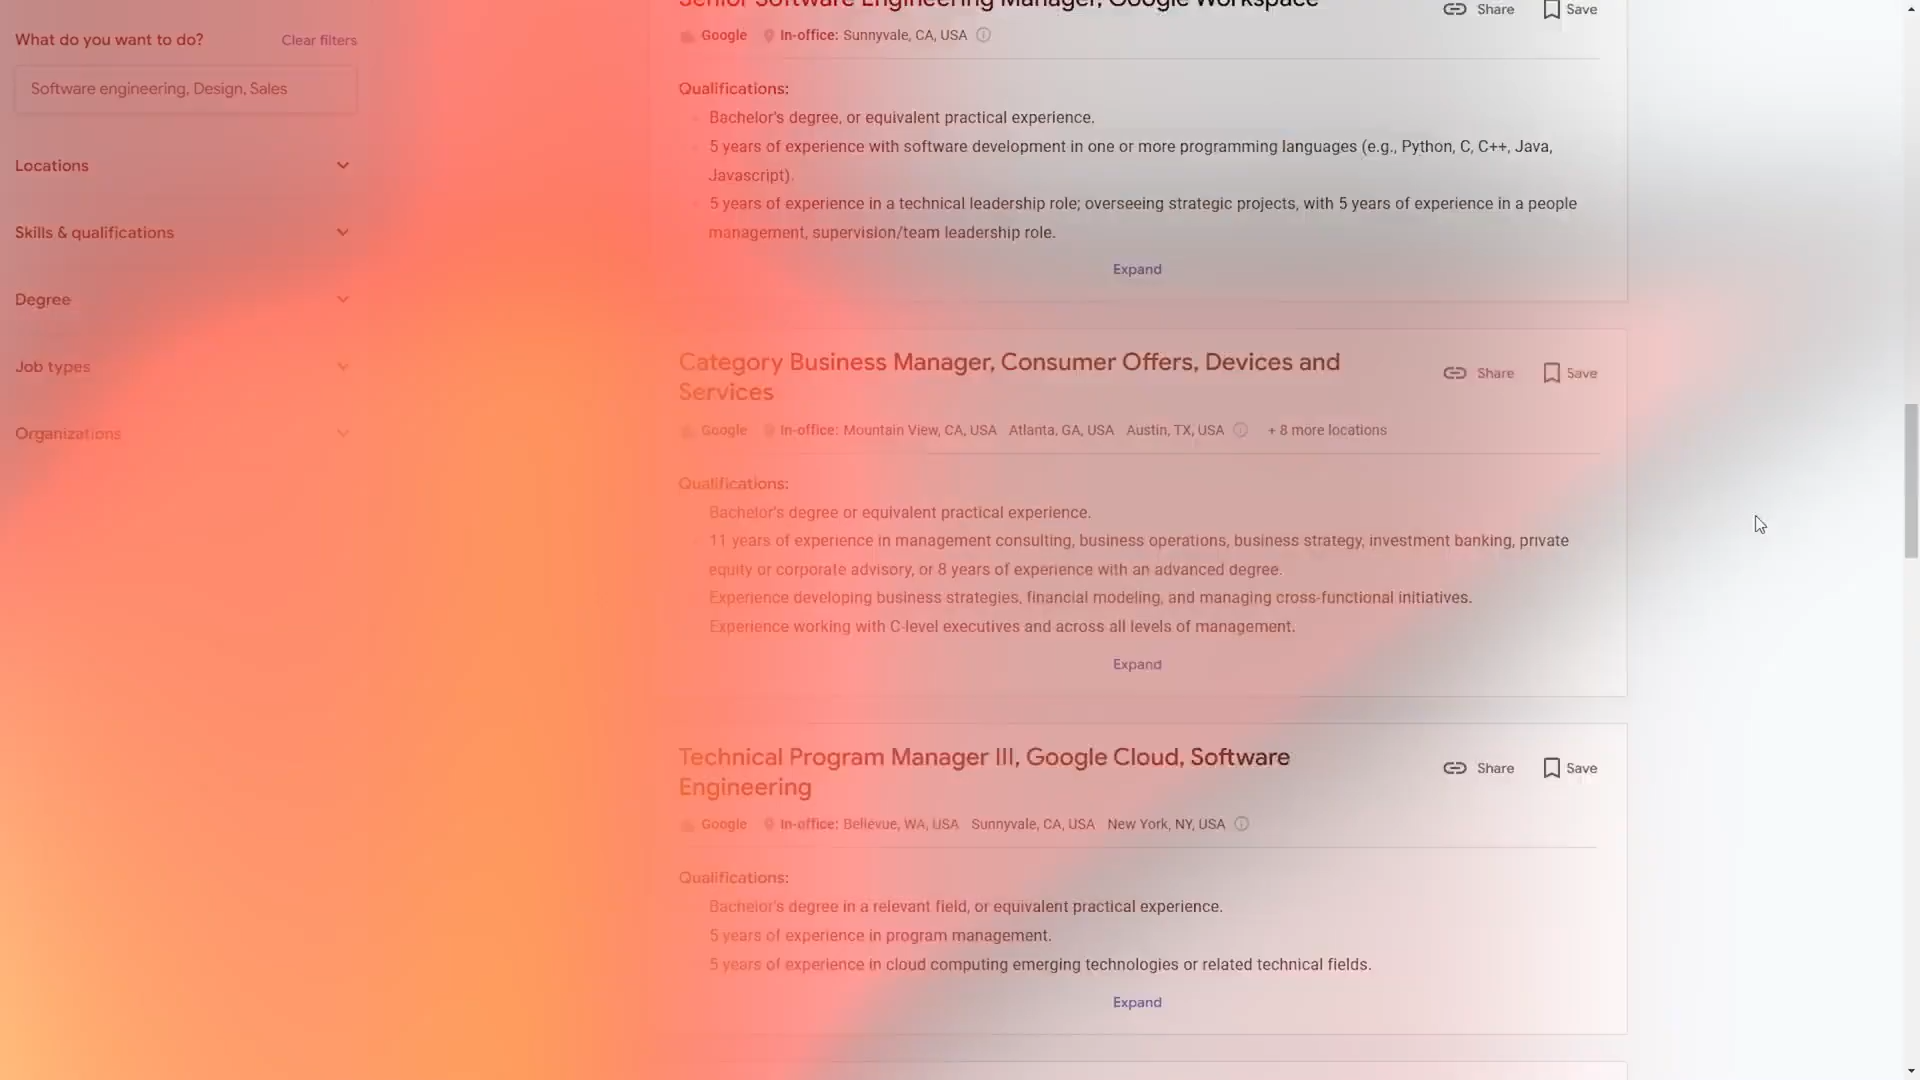 What do you want to do?
Clear filters
Software engineering, Design, Sales
Locations
Skills & qualifications
Degree
Job types
Organizations
Senior Software Engineering Manager, Google Workspace
Share
Save
Google In-office: Sunnyvale, CA, USA
Qualifications:
Bachelor's degree, or equivalent practical experience.
5 years of experience with software development in one or more programming languages (e.g., Python, C, C++, Java,
Javascript).
5 years of experience in a technical leadership role; overseeing strategic projects, with 5 years of experience in a people
management, supervision/team leadership role.
Expand
Category Business Manager, Consumer Offers, Devices and
Services
Share
Save
Google In-office: Mountain View, CA, USA Atlanta, GA, USA Austin, TX, USA + 8 more locations
Qualifications:
Bachelor's degree or equivalent practical experience.
11 years of experience in management consulting, business operations, business strategy, investment banking, private
equity or corporate advisory, or 8 years of experience with an advanced degree.
Experience developing business strategies, financial modeling, and managing cross-functional initiatives.
Experience working with C-level executives and across all levels of management.
Expand
Technical Program Manager III, Google Cloud, Software
Engineering
Share
Save
Google In-office: Bellevue, WA, USA Sunnyvale, CA, USA New York, NY, USA
Qualifications:
Bachelor's degree in a relevant field, or equivalent practical experience.
5 years of experience in program management.
5 years of experience in cloud computing emerging technologies or related technical fields.
Expand